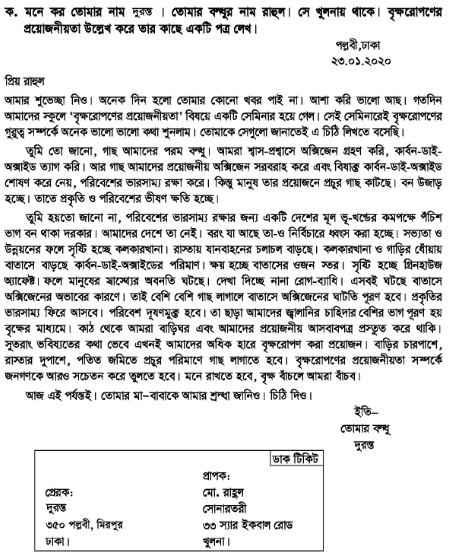 ক. মনে কর তোমার নাম দুরন্ত । তোমার বন্ধুর নাম রাহুল। সে খুলনায় থাকে। বৃক্ষরোপণের
প্রয়োজনীয়তা উল্লেখ করে তার কাছে একটি পত্র লেখ।
পল্লবী,ঢাকা
২৩.০১.২০২০
প্রিয় রাহুল
আমার শুভেচ্ছা নিও। অনেক দিন হলো তোমার কোনো খবর পাই না। আশা করি ভালো আছ। গতদিন
আমাদের স্কুলে 'বৃক্ষরোপণের প্রয়োজনীয়তা' বিষয়ে একটি সেমিনার হয়ে গেল। সেই সেমিনারেই বৃক্ষরোপণের
গুরুত্ব সম্পর্কে অনেক ভালো ভালো কথা শুনলাম। তোমাকে সেগুলো জানাতেই এ চিঠি লিখতে বসেছি।
তুমি তো জানো, গাছ আমাদের পরম বন্ধু। আমরা শ্বাস-প্রশ্বাসে অক্সিজেন গ্রহণ করি, কার্বন-ডাই-
অক্সাইড ত্যাগ করি। আর গাছ আমাদের প্রয়োজনীয় অক্সিজেন সরবরাহ করে এবং বিষাক্ত কার্বন-ডাই-অক্সাইড
শোষণ করে নেয়, পরিবেশের ভারসাম্য রক্ষা করে। কিন্তু মানুষ তার প্রয়োজনে প্রচুর গাছ কাটছে। বন উজাড়
হচ্ছে। তাতে প্রকৃতি ও পরিবেশের ভীষণ ক্ষতি হচ্ছে।
তুমি হয়তো জানো না, পরিবেশের ভারসাম্য রক্ষার জন্য একটি দেশের মূল ভূ-খণ্ডের কমপক্ষে পঁচিশ
ভাগ বন থাকা দরকার। আমাদের দেশে তা নেই। বরং যা আছে তা-ও নির্বিচারে ধ্বংস করা হচ্ছে। সভ্যতা ও
উন্নয়নের ফলে সৃষ্টি হচ্ছে কলকারখানা। রাস্তায় যানবাহনের চলাচল বাড়ছে। কলকারখানা ও গাড়ির ধোঁয়ায়
বাতাসে বাড়ছে কার্বন-ডাই-অক্সাইডের পরিমাণ। ক্ষয় হচ্ছে বাতাসের ওজন স্তর। সৃষ্টি হচ্ছে গ্রিনহাউজ
অ্যাফেক্ট। ফলে মানুষের স্বাস্থ্যের অবনতি ঘটছে। দেখা দিচ্ছে নানা রোগ-ব্যাধি। এসবই ঘটছে বাতাসে
অক্সিজেনের অভাবের কারণে। তাই বেশি বেশি গাছ লাগালে বাতাসে অক্সিজেনের ঘাটতি পূরণ হবে। প্রকৃতির
ভারসাম্য ফিরে আসবে। পরিবেশ দূষণমুক্ত হবে। তা ছাড়া আমাদের জ্বালানির চাহিদার বেশির ভাগ পূরণ হয়
বৃক্ষের মাধ্যমে। কাঠ থেকে আমরা বাড়িঘর এবং আমাদের প্রয়োজনীয় আসবাবপত্র প্রস্তুত করে থাকি।
সুতরাং ভবিষ্যতের কথা ভেবে এখনই আমাদের অধিক হারে বৃক্ষরোপণ করা প্রয়োজন। বাড়ির চারপাশে,
রাস্তার দুপাশে, পতিত জমিতে প্রচুর পরিমাণে গাছ লাগাতে হবে। বৃক্ষরোপণের প্রয়োজনীয়তা সম্পর্কে
জনগণকে আরও সচেতন করে তুলতে হবে। মনে রাখতে হবে, বৃক্ষ বাঁচলে আমরা বাঁচব।
আজ এই পর্যন্তই। তোমার মা–বাবাকে আমার শ্রদ্ধা জানিও। চিঠি দিও।
ইতি–
তোমার বন্ধু
দুরন্ত
ডাক টিকিট
প্রেরক:
দুরন্ত
৩৫০ পল্লবী, মিরপুর
ঢাকা।
প্রাপক:
মো. রাহুল
সোনারতরী
৩৩ স্যার ইকবাল রোড
খুলনা।